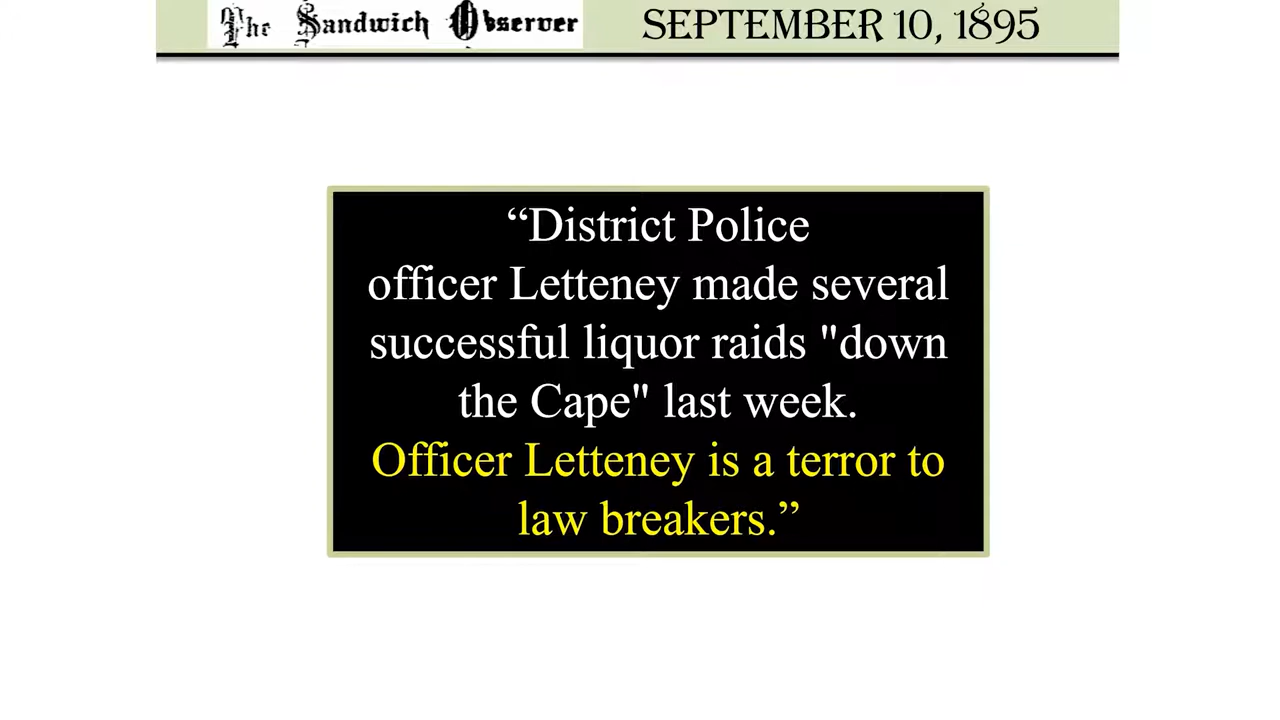 The Sandwich Observer SEPTEMBER 10, 1895
“District Police
officer Letteney made several
successful liquor raids "down
the Cape" last week.
Officer Letteney is a terror to
law breakers.”